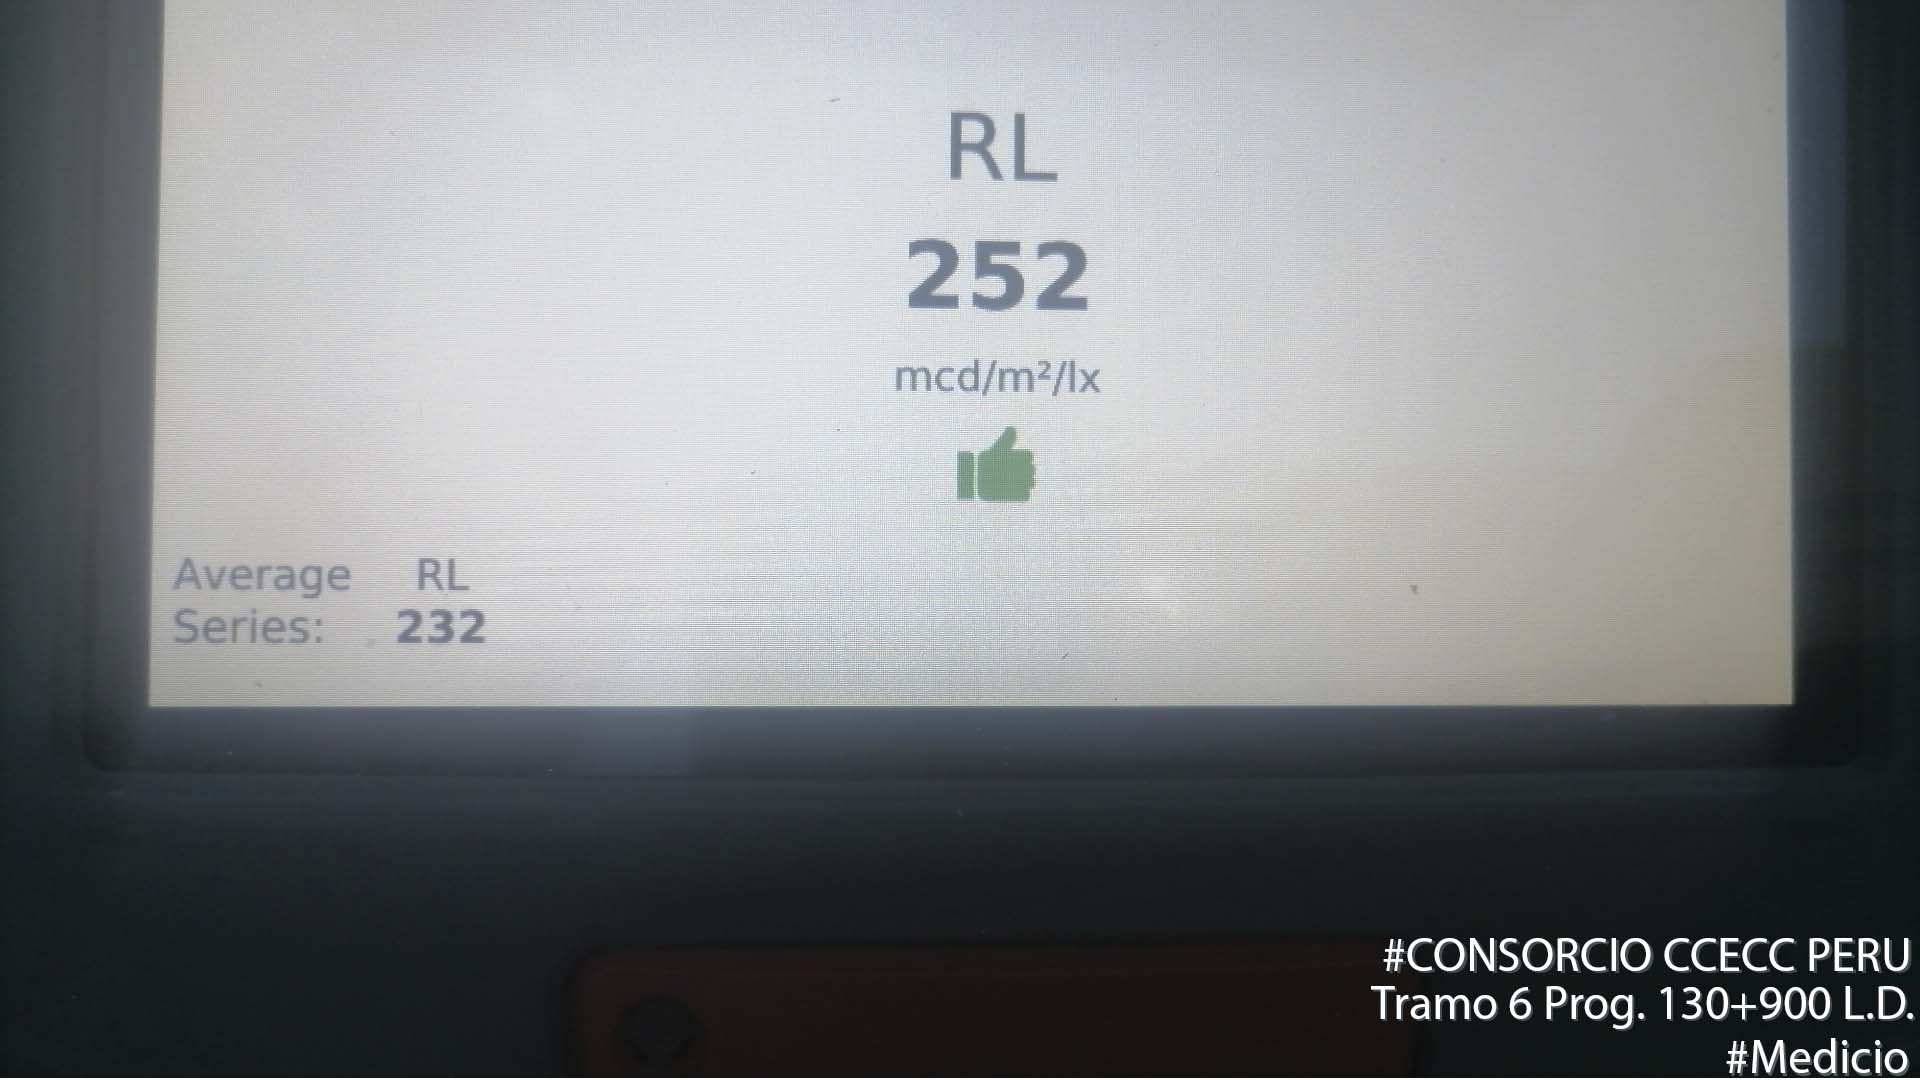 RL
252
mcd/m²/lx
Average RL
Series: 232
#CONSORCIO CCECC PERU
Tramo 6 Prog. 130+900 L.D.
#Medicio